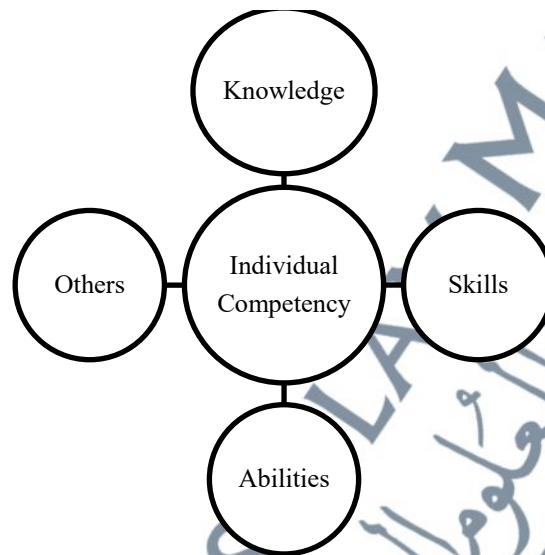 Knowledge
Others
Individual
Competency
Skills
Abilities